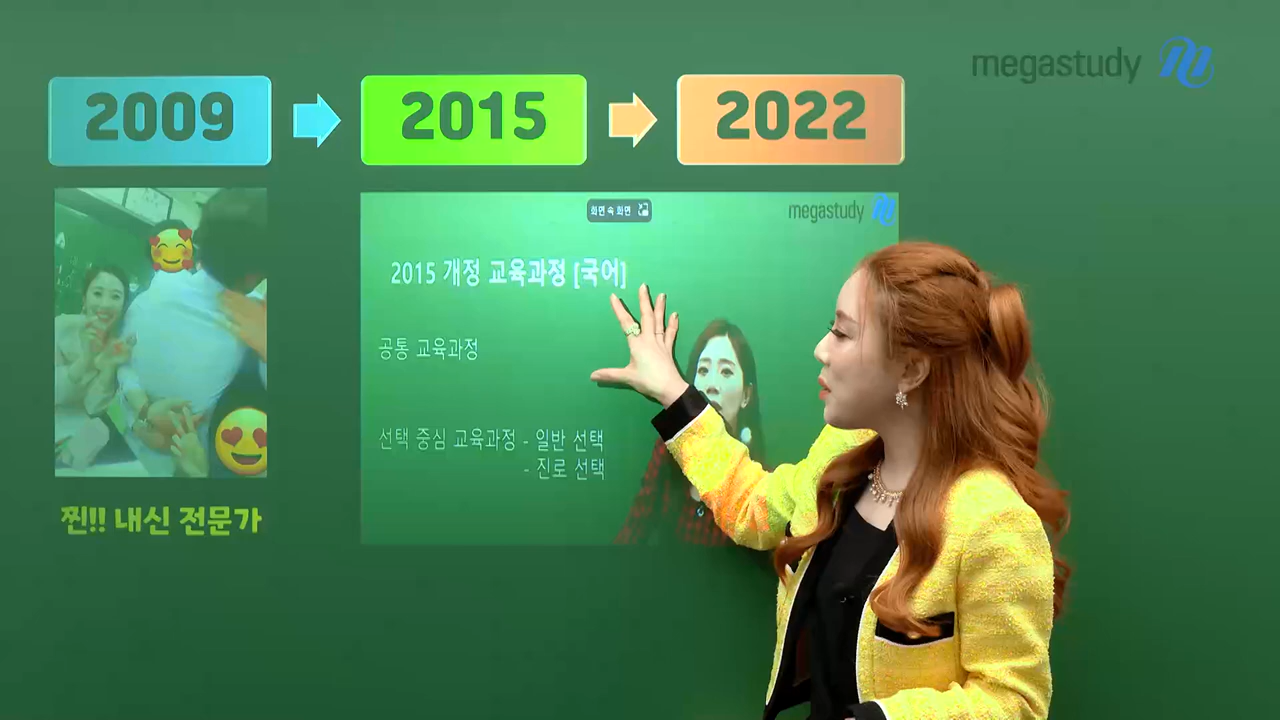 megastudy
2009
2015
2022
화면 속 화면
megastudy
2015 개정 교육과정 [국어]
공통 교육과정
선택 중심 교육과정 - 일반 선택
- 진로 선택
찐!! 내신 전문가